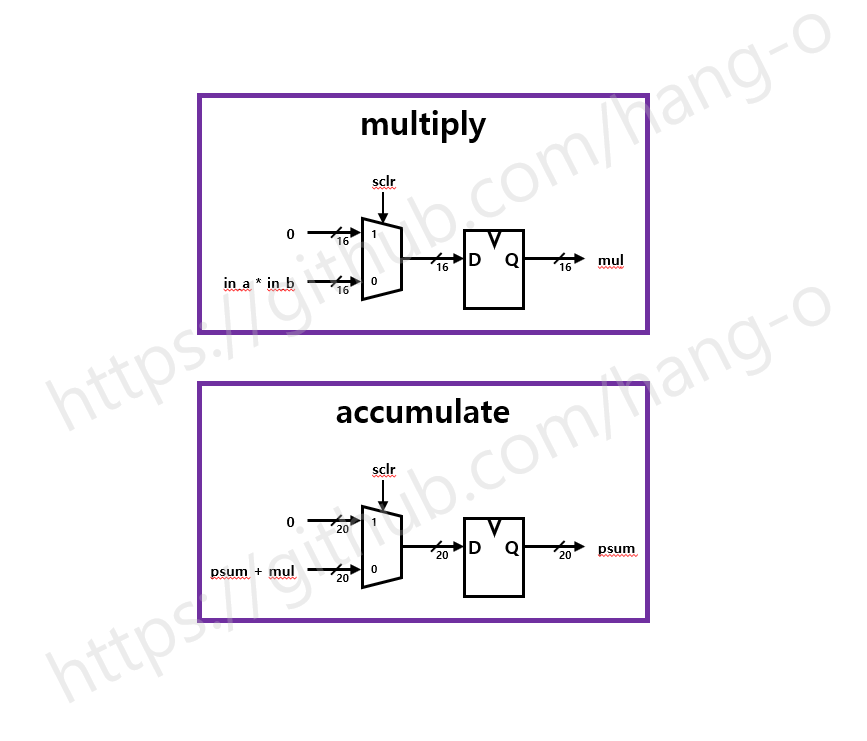 multiply
sclr
0
16
1
in_a * in_b
16
0
16
D Q
16
mul
accumulate
sclr
0
20
1
psum + mul
20
0
20
D Q
20
psum
https://github.com/hang-o
https://github.com/hang-o